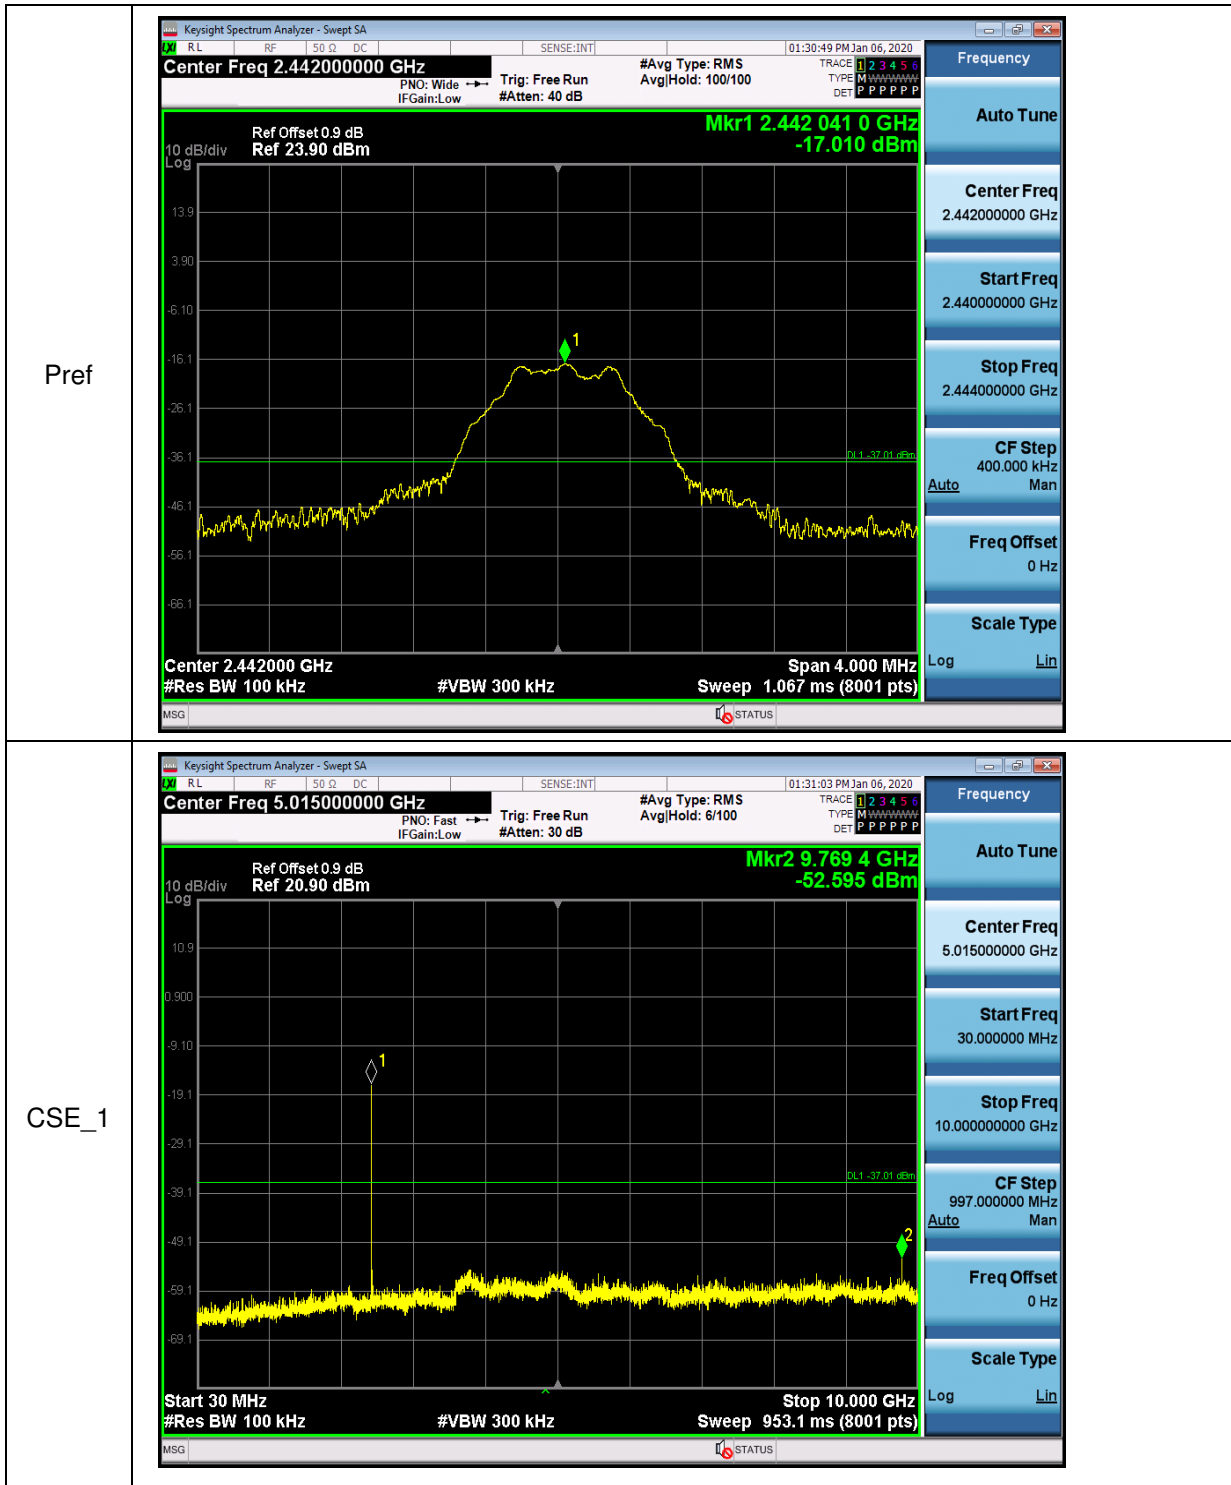 Pref
Keysight Spectrum Analyzer - Swept SA
LXI RL RF 50 Ω DC SENSE:INT 01:30:49 PM Jan 06, 2020
Center Freq 2.442000000 GHz
PNO: Wide
IFGain:Low
Trig: Free Run
#Atten: 40 dB
#Avg Type: RMS
Avg|Hold: 100/100
TRACE 1 2 3 4 5 6
TYPE M WWWWW
DET P P P P P P
Ref Offset 0.9 dB
10 dB/div Ref 23.90 dBm
Log
Mkr1 2.442 041 0 GHz
-17.010 dBm
13.9
3.90
-6.10
-16.1
-26.1
-36.1
-46.1
-56.1
-66.1
1
DL1 -37.01 dBm
Center 2.442000 GHz Span 4.000 MHz
#Res BW 100 kHz #VBW 300 kHz Sweep 1.067 ms (8001 pts)
MSG STATUS
Frequency
Auto Tune
Center Freq
2.442000000 GHz
Start Freq
2.440000000 GHz
Stop Freq
2.444000000 GHz
CF Step
400.000 kHz
Auto Man
Freq Offset
0 Hz
Scale Type
Log Lin
CSE_1
Keysight Spectrum Analyzer - Swept SA
LXI RL RF 50 Ω DC SENSE:INT 01:31:03 PM Jan 06, 2020
Center Freq 5.015000000 GHz
PNO: Fast
IFGain:Low
Trig: Free Run
#Atten: 30 dB
#Avg Type: RMS
Avg|Hold: 6/100
TRACE 1 2 3 4 5 6
TYPE M WWWWW
DET P P P P P P
Ref Offset 0.9 dB
10 dB/div Ref 20.90 dBm
Log
Mkr2 9.769 4 GHz
-52.595 dBm
10.9
0.900
-9.10
-19.1
-29.1
-39.1
-49.1
-59.1
-69.1
1
DL1 -37.01 dBm
2
Start 30 MHz Stop 10.000 GHz
#Res BW 100 kHz #VBW 300 kHz Sweep 953.1 ms (8001 pts)
MSG STATUS
Frequency
Auto Tune
Center Freq
5.015000000 GHz
Start Freq
30.000000 MHz
Stop Freq
10.000000000 GHz
CF Step
997.000000 MHz
Auto Man
Freq Offset
0 Hz
Scale Type
Log Lin